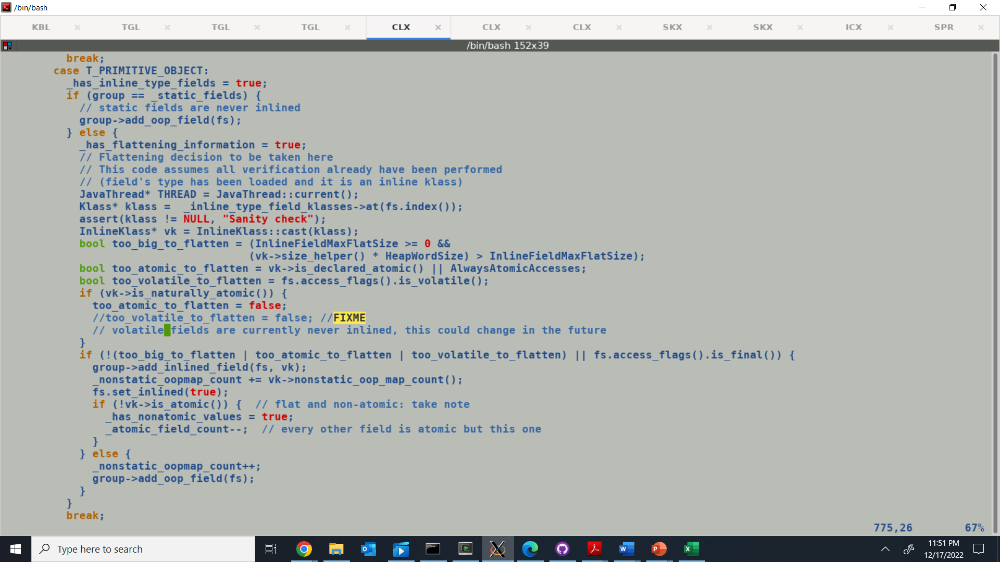 /bin/bash
KBL × TGL × TGL × TGL × CLX × CLX × CLX × SKX × SKX × ICX × SPR ×
/bin/bash 152x39
break;
case T_PRIMITIVE_OBJECT:
_has_inline_type_fields = true;
if (group == _static_fields) {
// static fields are never inlined
group->add_oop_field(fs);
} else {
_has_flattening_information = true;
// Flattening decision to be taken here
// This code assumes all verification already have been performed
// (field's type has been loaded and it is an inline klass)
JavaThread* THREAD = JavaThread::current();
Klass* klass =  _inline_type_field_klasses->at(fs.index());
assert(klass != NULL, "Sanity check");
InlineKlass* vk = InlineKlass::cast(klass);
bool too_big_to_flatten = (InlineFieldMaxFlatSize >= 0 &&
(vk->size_helper() * HeapWordSize) > InlineFieldMaxFlatSize);
bool too_atomic_to_flatten = vk->is_declared_atomic() || AlwaysAtomicAccesses;
bool too_volatile_to_flatten = fs.access_flags().is_volatile();
if (vk->is_naturally_atomic()) {
too_atomic_to_flatten = false;
//too_volatile_to_flatten = false; //FIXME
// volatile fields are currently never inlined, this could change in the future
}
if (!(too_big_to_flatten | too_atomic_to_flatten | too_volatile_to_flatten) || fs.access_flags().is_final()) {
group->add_inlined_field(fs, vk);
_nonstatic_oopmap_count += vk->nonstatic_oop_map_count();
fs.set_inlined(true);
if (!vk->is_atomic()) {  // flat and non-atomic: take note
_has_nonatomic_values = true;
_atomic_field_count--;  // every other field is atomic but this one
}
} else {
_nonstatic_oopmap_count++;
group->add_oop_field(fs);
}
}
break;
775,26 67%
Type here to search
11:51 PM
12/17/2022